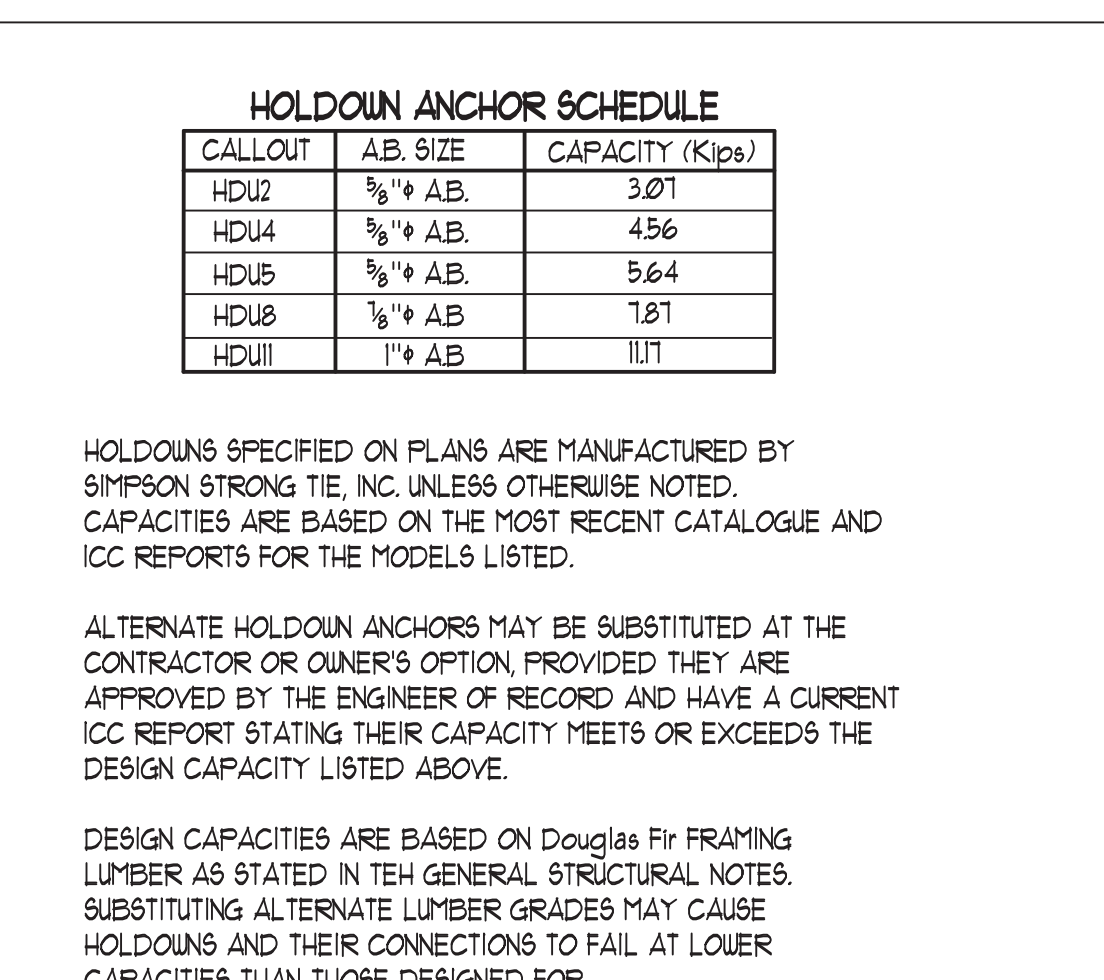 HOLDOWN ANCHOR SCHEDULE
CALLOUT A.B. SIZE CAPACITY (Kips)
HDU2 ⅝"ϕ A.B. 3.07
HDU4 ⅝"ϕ A.B. 4.56
HDU5 ⅝"ϕ A.B. 5.64
HDU8 ⅞"ϕ A.B 7.87
HDU11 1"ϕ A.B 11.17
HOLDOWNS SPECIFIED ON PLANS ARE MANUFACTURED BY
SIMPSON STRONG TIE, INC. UNLESS OTHERWISE NOTED.
CAPACITIES ARE BASED ON THE MOST RECENT CATALOGUE AND
ICC REPORTS FOR THE MODELS LISTED.
ALTERNATE HOLDOWN ANCHORS MAY BE SUBSTITUTED AT THE
CONTRACTOR OR OWNER'S OPTION, PROVIDED THEY ARE
APPROVED BY THE ENGINEER OF RECORD AND HAVE A CURRENT
ICC REPORT STATING THEIR CAPACITY MEETS OR EXCEEDS THE
DESIGN CAPACITY LISTED ABOVE.
DESIGN CAPACITIES ARE BASED ON Douglas Fir FRAMING
LUMBER AS STATED IN TEH GENERAL STRUCTURAL NOTES.
SUBSTITUTING ALTERNATE LUMBER GRADES MAY CAUSE
HOLDOWNS AND THEIR CONNECTIONS TO FAIL AT LOWER
CAPACITIES THAN THOSE DESIGNED FOR